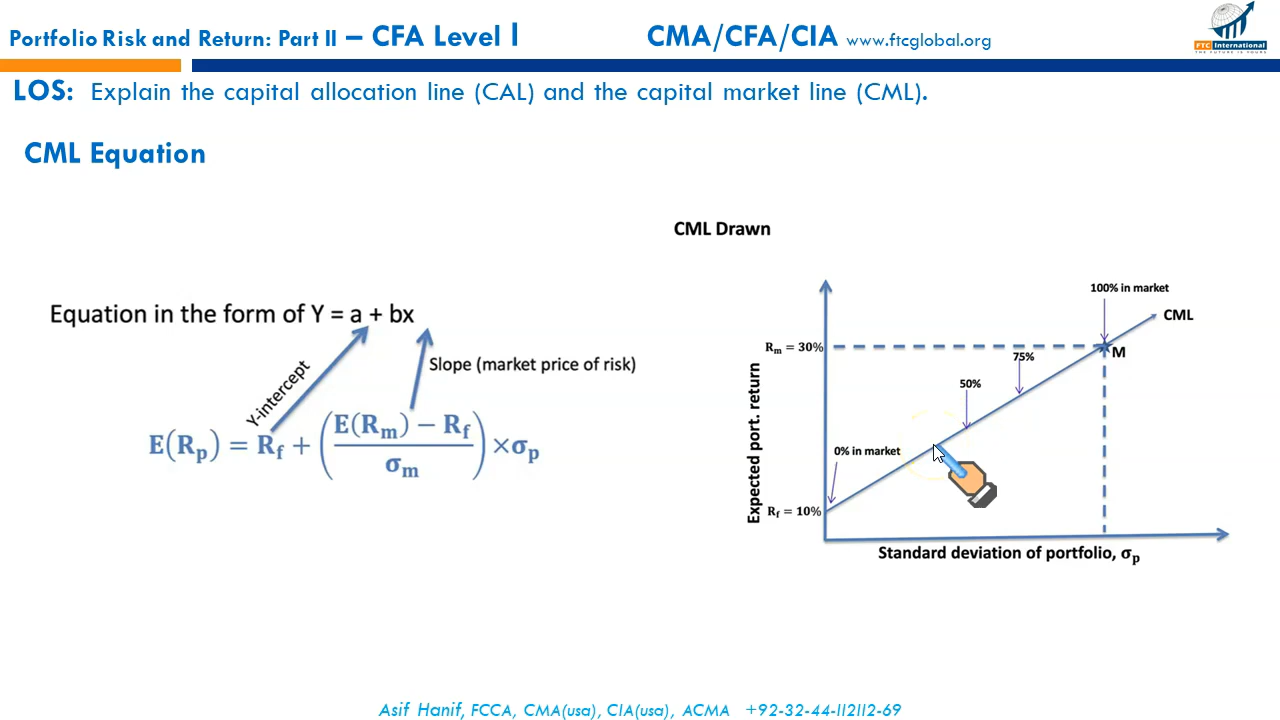 Portfolio Risk and Return: Part II – CFA Level I CMA/CFA/CIA www.ftcglobal.org
FTC International
THE FUTURE IS YOURS
LOS: Explain the capital allocation line (CAL) and the capital market line (CML).
CML Equation
CML Drawn
Equation in the form of Y = a + bx
Y-intercept
Slope (market price of risk)
E(Rp) = Rf + (E(Rm) − Rf / σm) ×σp
100% in market
CML
Rm = 30%
M
75%
50%
0% in market
Rf = 10%
Expected port. return
Standard deviation of portfolio, σp
Asif Hanif, FCCA, CMA(usa), CIA(usa), ACMA +92-32-44-112112-69